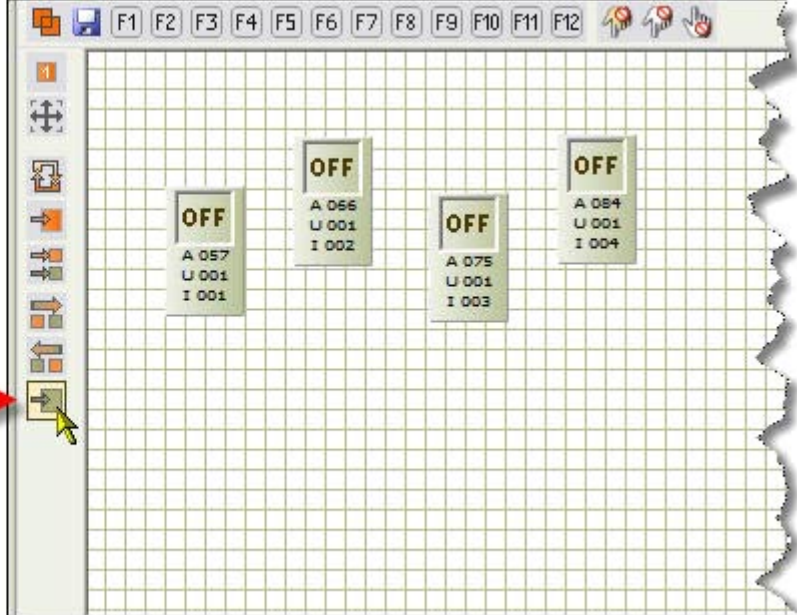 F1 F2 F3 F4 F5 F6 F7 F8 F9 F10 F11 F12
1
OFF
A 057
U 001
I 001
OFF
A 066
U 001
I 002
OFF
A 075
U 001
I 003
OFF
A 084
U 001
I 004